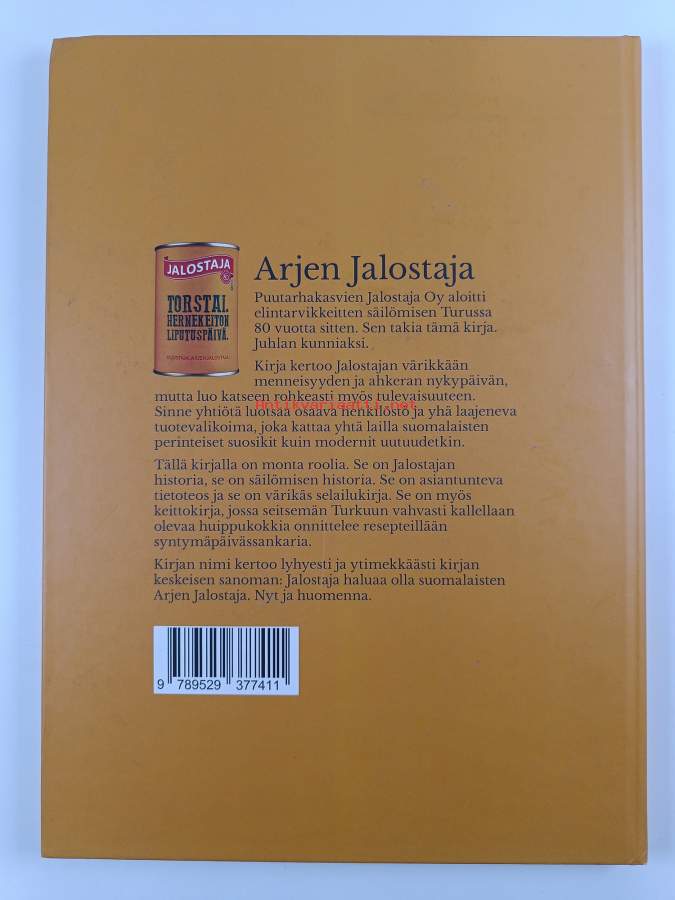 JALOSTAJA
TORSTAI.
HERNEKEITON
LIPUTUSPÄIVÄ.
Arjen Jalostaja
Puutarhakasvien Jalostaja Oy aloitti
elintarvikkeitten säilömisen Turussa
80 vuotta sitten. Sen takia tämä kirja.
Juhlan kunniaksi.
Kirja kertoo Jalostajan värikkään
menneisyyden ja ahkeran nykypäivän,
mutta luo katseen rohkeasti myös tulevaisuuteen.
Antikvariaatti.net
Sinne yhtiötä luotsaa osaava henkilöstö ja yhä laajeneva
tuotevalikoima, joka kattaa yhtä lailla suomalaisten
perinteiset suosikit kuin modernit uutuudetkin.
Tällä kirjalla on monta roolia. Se on Jalostajan
historia, se on säilömisen historia. Se on asiantunteva
tietoteos ja se on värikäs selailukirja. Se on myös
keittokirja, jossa seitsemän Turkuun vahvasti kallellaan
olevaa huippukokkia onnittelee resepteillään
syntymäpäivässankaria.
Kirjan nimi kertoo lyhyesti ja ytimekkäästi kirjan
keskeisen sanoman: Jalostaja haluaa olla suomalaisten
Arjen Jalostaja. Nyt ja huomenna.
9 789529 377411